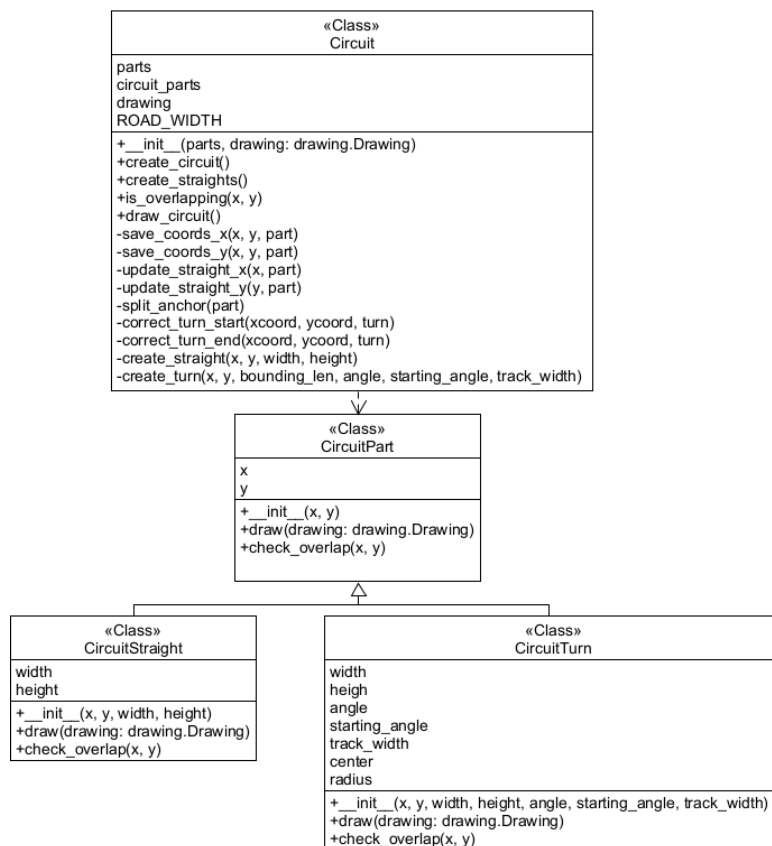 «Class»
Circuit
parts
circuit_parts
drawing
ROAD_WIDTH
+__init__(parts, drawing: drawing.Drawing)
+create_circuit()
+create_straights()
+is_overlapping(x, y)
+draw_circuit()
-save_coords_x(x, y, part)
-save_coords_y(x, y, part)
-update_straight_x(x, part)
-update_straight_y(y, part)
-split_anchor(part)
-correct_turn_start(xcoord, ycoord, turn)
-correct_turn_end(xcoord, ycoord, turn)
-create_straight(x, y, width, height)
-create_turn(x, y, bounding_len, angle, starting_angle, track_width)
«Class»
CircuitPart
x
y
+__init__(x, y)
+draw(drawing: drawing.Drawing)
+check_overlap(x, y)
«Class»
CircuitStraight
width
height
+__init__(x, y, width, height)
+draw(drawing: drawing.Drawing)
+check_overlap(x, y)
«Class»
CircuitTurn
width
heigh
angle
starting_angle
track_width
center
radius
+__init__(x, y, width, height, angle, starting_angle, track_width)
+draw(drawing: drawing.Drawing)
+check_overlap(x, y)